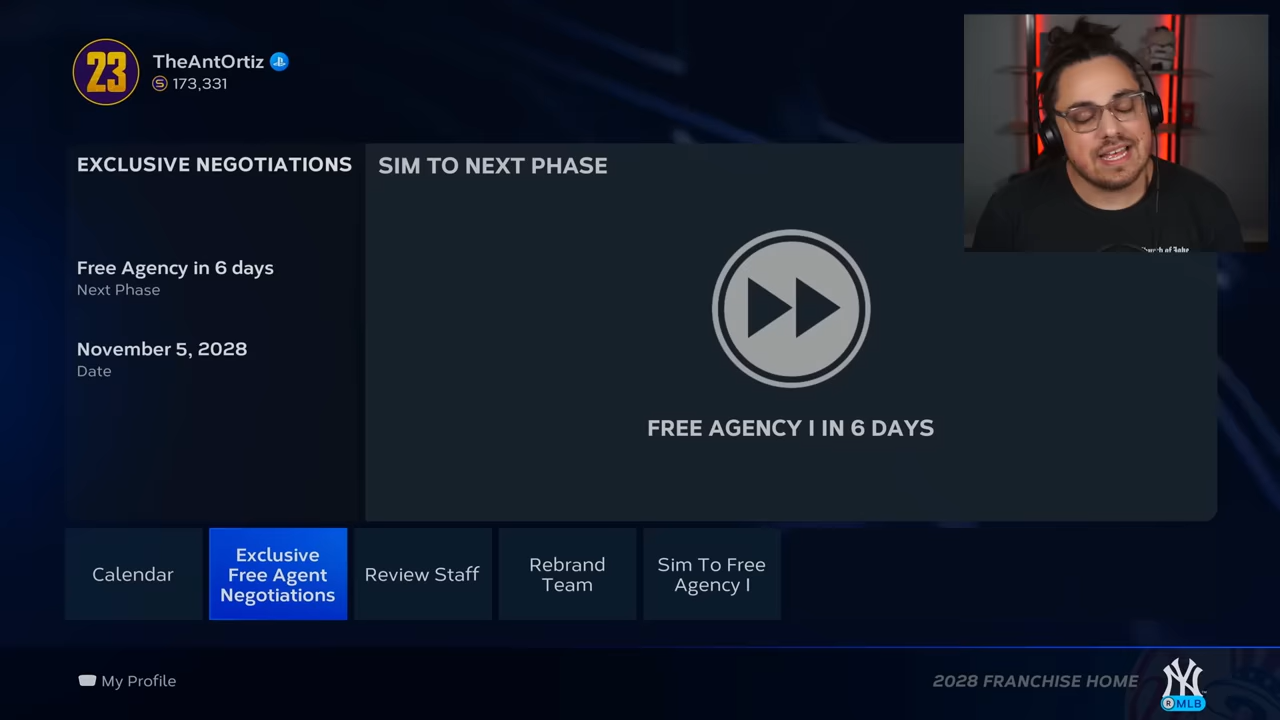 23
TheAntOrtiz
S 173,331
EXCLUSIVE NEGOTIATIONS
SIM TO NEXT PHASE
Free Agency in 6 days
Next Phase
November 5, 2028
Date
FREE AGENCY I IN 6 DAYS
Calendar
Exclusive
Free Agent
Negotiations
Review Staff
Rebrand
Team
Sim To Free
Agency I
My Profile
2028 FRANCHISE HOME
NY
R MLB